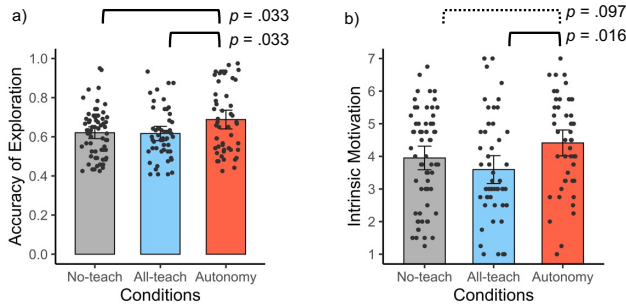 a)
p = .033
p = .033
Accuracy of Exploration
1.0
0.8
0.6
0.4
0.2
0.0
No-teach All-teach Autonomy
Conditions
b)
p = .097
p = .016
Intrinsic Motivation
7
6
5
4
3
2
1
No-teach All-teach Autonomy
Conditions